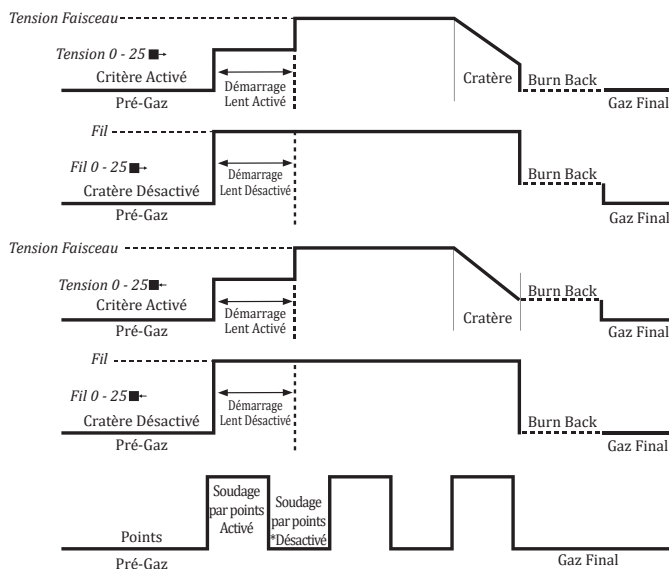 Tension Faisceau
Tension 0 - 25 ■→
Critère Activé
Pré-Gaz
Démarrage
Lent Activé
Cratère
Burn Back
Gaz Final
Fil
Fil 0 - 25 ■→
Cratère Désactivé
Pré-Gaz
Démarrage
Lent Désactivé
Burn Back
Gaz Final
Tension Faisceau
Tension 0 - 25 ■←
Critère Activé
Pré-Gaz
Démarrage
Lent Activé
Cratère
Burn Back
Gaz Final
Fil
Fil 0 - 25 ■←
Cratère Désactivé
Pré-Gaz
Démarrage
Lent Désactivé
Burn Back
Gaz Final
Points
Pré-Gaz
Soudage
par points
Activé
Soudage
par points
*Désactivé
Gaz Final